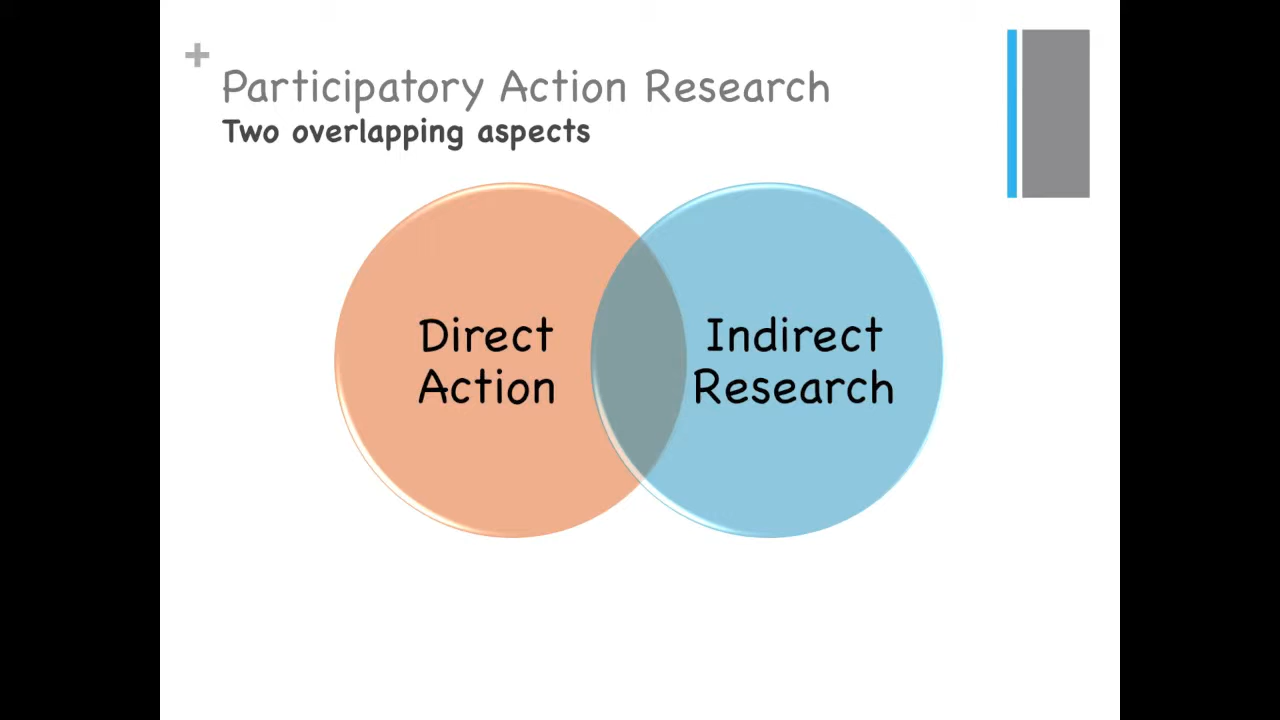 +
Participatory Action Research
Two overlapping aspects
Direct
Action
Indirect
Research